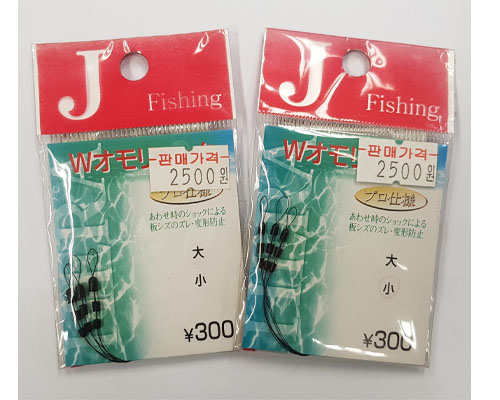 J
Fishing
판매가격
2500원
Wオモリ
プロ仕様
あわせ時のショックによる
板シズのズレ・変形防止
大
小
¥300
J
Fishing
판매가격
2500원
Wオモリ
プロ仕様
あわせ時のショックによる
板シズのズレ・変形防止
大
小
¥300